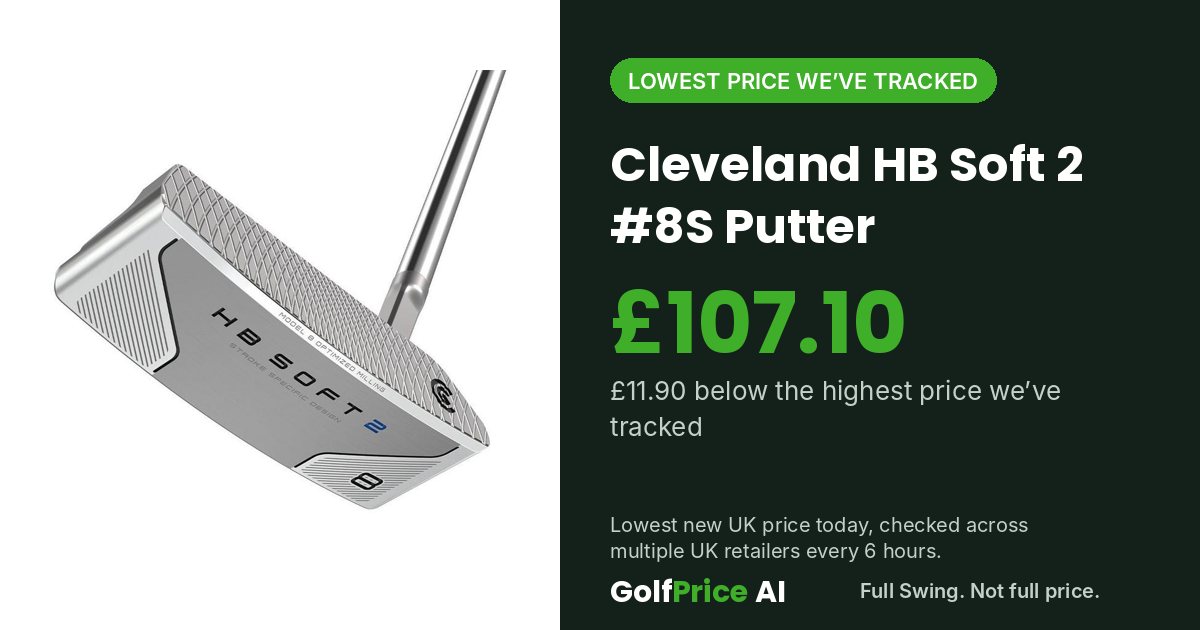 LOWEST PRICE WE’VE TRACKED
Cleveland HB Soft 2
#8S Putter
£107.10
£11.90 below the highest price we’ve
tracked
Lowest new UK price today, checked across
multiple UK retailers every 6 hours.
GolfPrice AI
Full Swing. Not full price.
MODEL 8 OPTIMIZED MILLING
HB SOFT 2
STROKE SPECIFIC DESIGN
8